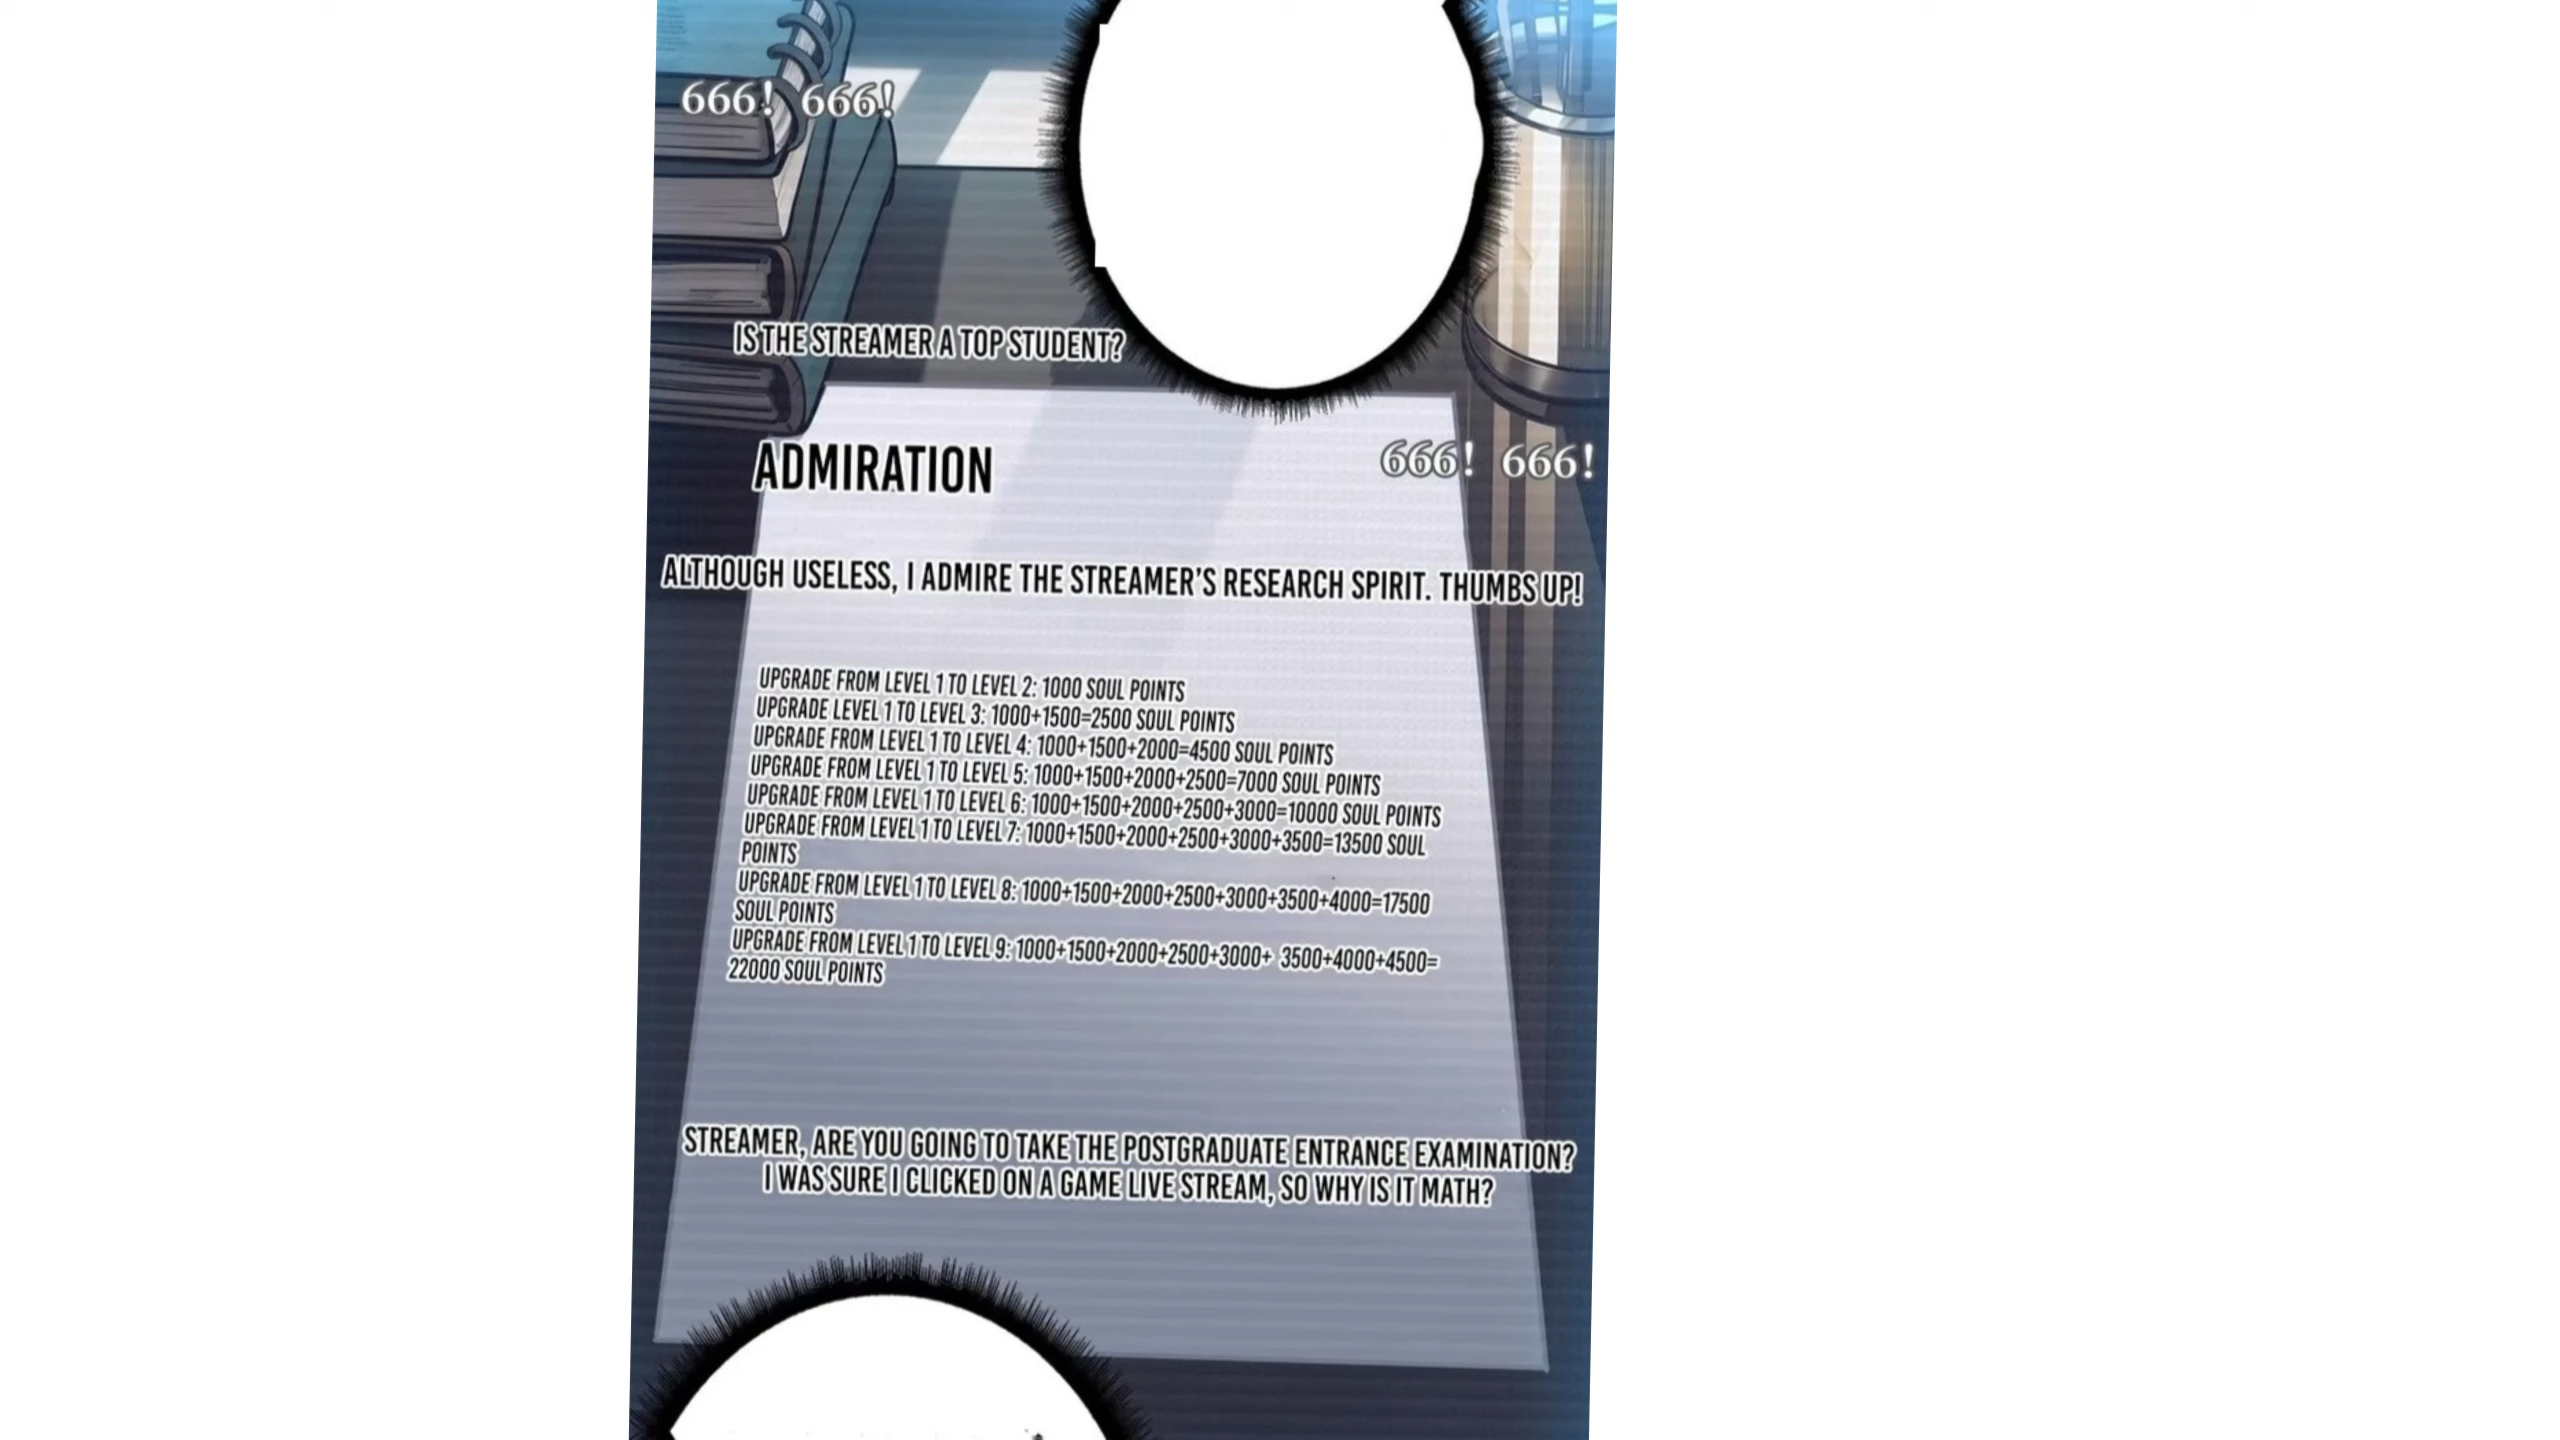 666! 666!
IS THE STREAMER A TOP STUDENT?
ADMIRATION
666! 666!
ALTHOUGH USELESS, I ADMIRE THE STREAMER'S RESEARCH SPIRIT. THUMBS UP!
UPGRADE FROM LEVEL 1 TO LEVEL 2: 1000 SOUL POINTS
UPGRADE LEVEL 1 TO LEVEL 3: 1000+1500=2500 SOUL POINTS
UPGRADE FROM LEVEL 1 TO LEVEL 4: 1000+1500+2000=4500 SOUL POINTS
UPGRADE FROM LEVEL 1 TO LEVEL 5: 1000+1500+2000+2500=7000 SOUL POINTS
UPGRADE FROM LEVEL 1 TO LEVEL 6: 1000+1500+2000+2500+3000=10000 SOUL POINTS
UPGRADE FROM LEVEL 1 TO LEVEL 7: 1000+1500+2000+2500+3000+3500=13500 SOUL
POINTS
UPGRADE FROM LEVEL 1 TO LEVEL 8: 1000+1500+2000+2500+3000+3500+4000=17500
SOUL POINTS
UPGRADE FROM LEVEL 1 TO LEVEL 9: 1000+1500+2000+2500+3000+ 3500+4000+4500=
22000 SOUL POINTS
STREAMER, ARE YOU GOING TO TAKE THE POSTGRADUATE ENTRANCE EXAMINATION?
I WAS SURE I CLICKED ON A GAME LIVE STREAM, SO WHY IS IT MATH?